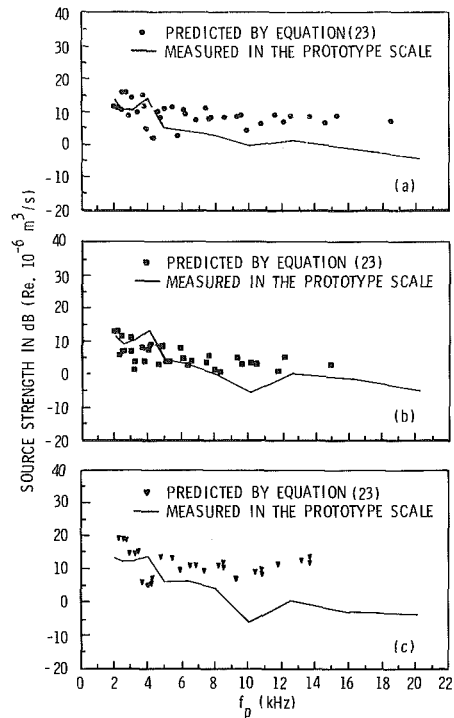 40
● PREDICTED BY EQUATION (23)
— MEASURED IN THE PROTOTYPE SCALE
30
20
10
0
-10
-20
(a)
40
■ PREDICTED BY EQUATION (23)
— MEASURED IN THE PROTOTYPE SCALE
30
20
10
0
-10
-20
(b)
40
▼ PREDICTED BY EQUATION (23)
— MEASURED IN THE PROTOTYPE SCALE
30
20
10
0
-10
-20
(c)
SOURCE STRENGTH IN dB (Re. 10⁻⁶ m³/s)
0 2 4 6 8 10 12 14 16 18 20 22
fₚ (kHz)